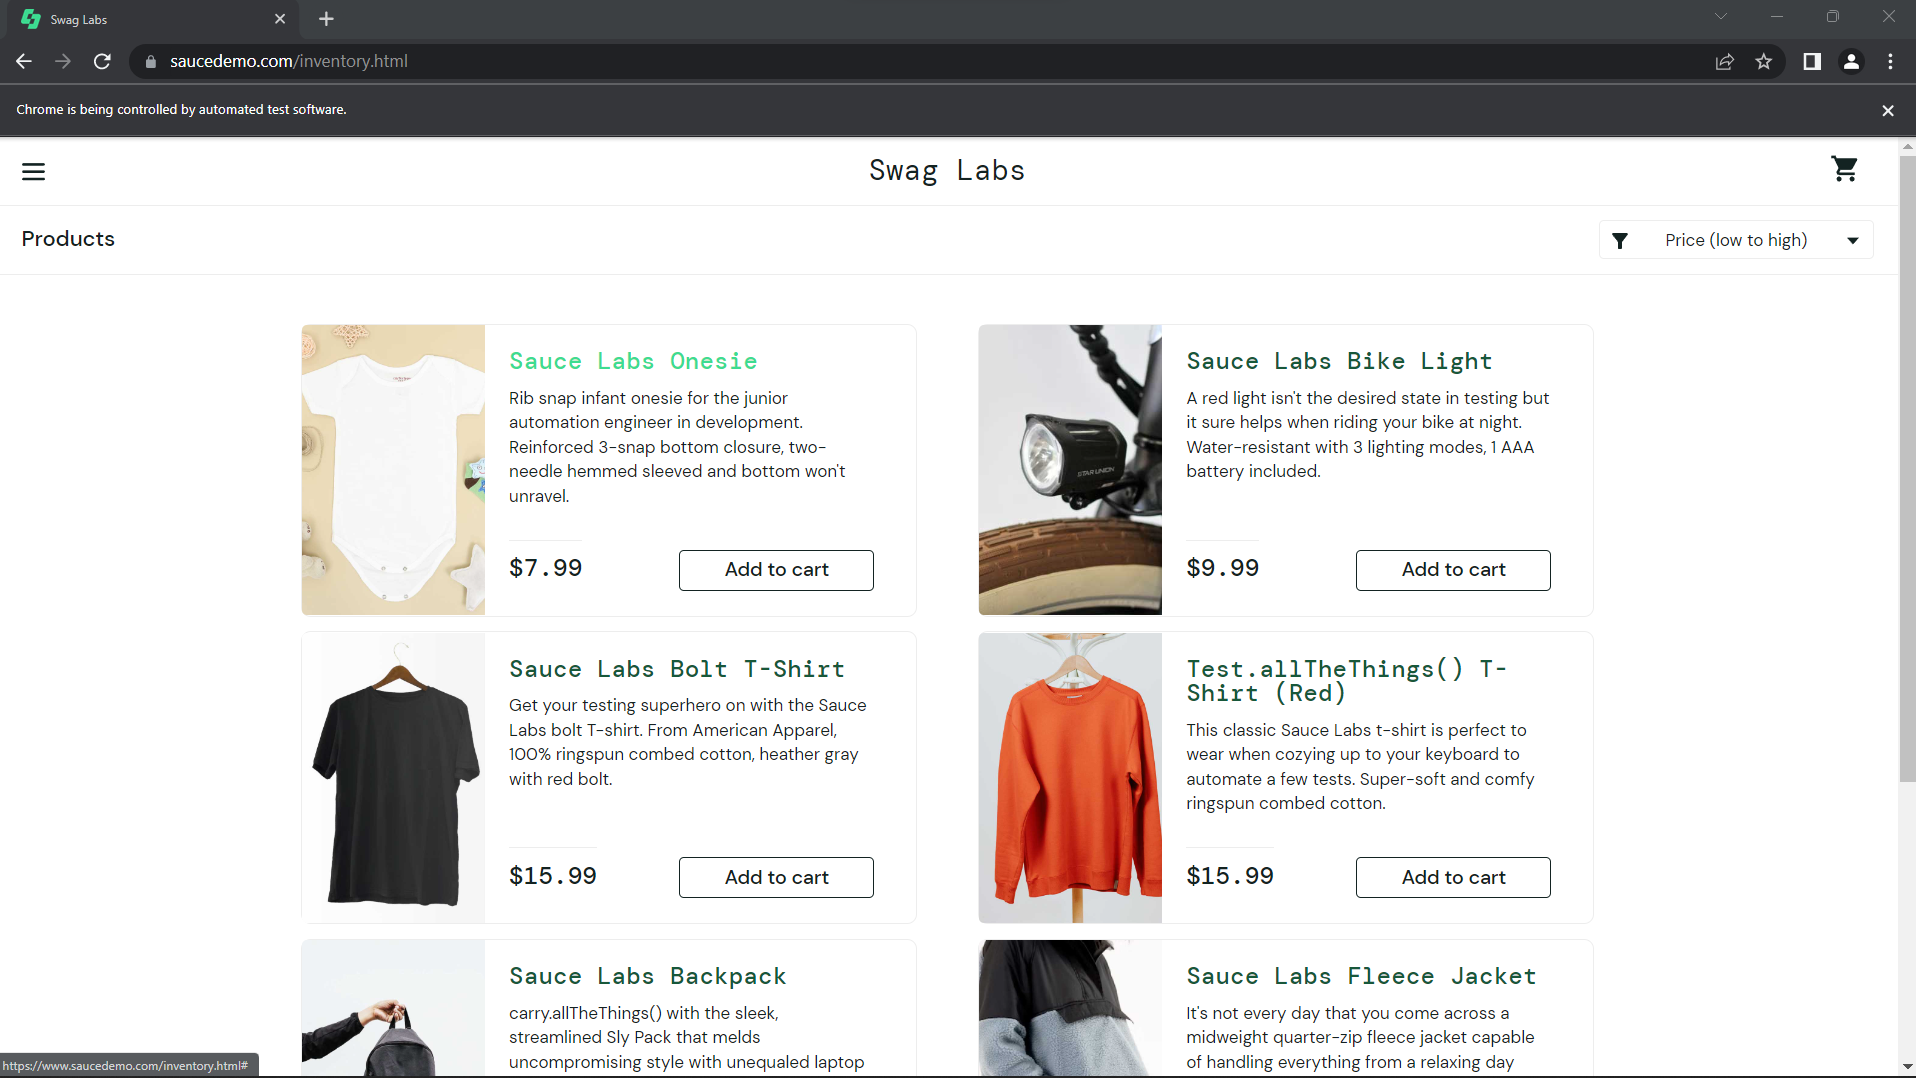 Swag Labs
saucedemo.com/inventory.html
Chrome is being controlled by automated test software.
Swag Labs
Products
Price (low to high)
Sauce Labs Onesie
Rib snap infant onesie for the junior
automation engineer in development.
Reinforced 3-snap bottom closure, two-
needle hemmed sleeved and bottom won't
unravel.
$7.99
Add to cart
Sauce Labs Bike Light
A red light isn't the desired state in testing but
it sure helps when riding your bike at night.
Water-resistant with 3 lighting modes, 1 AAA
battery included.
STAR UNION
$9.99
Add to cart
Sauce Labs Bolt T-Shirt
Get your testing superhero on with the Sauce
Labs bolt T-shirt. From American Apparel,
100% ringspun combed cotton, heather gray
with red bolt.
$15.99
Add to cart
Test.allTheThings() T-
Shirt (Red)
This classic Sauce Labs t-shirt is perfect to
wear when cozying up to your keyboard to
automate a few tests. Super-soft and comfy
ringspun combed cotton.
$15.99
Add to cart
Sauce Labs Backpack
carry.allTheThings() with the sleek,
streamlined Sly Pack that melds
uncompromising style with unequaled laptop
Sauce Labs Fleece Jacket
It's not every day that you come across a
midweight quarter-zip fleece jacket capable
of handling everything from a relaxing day
https://www.saucedemo.com/inventory.html#